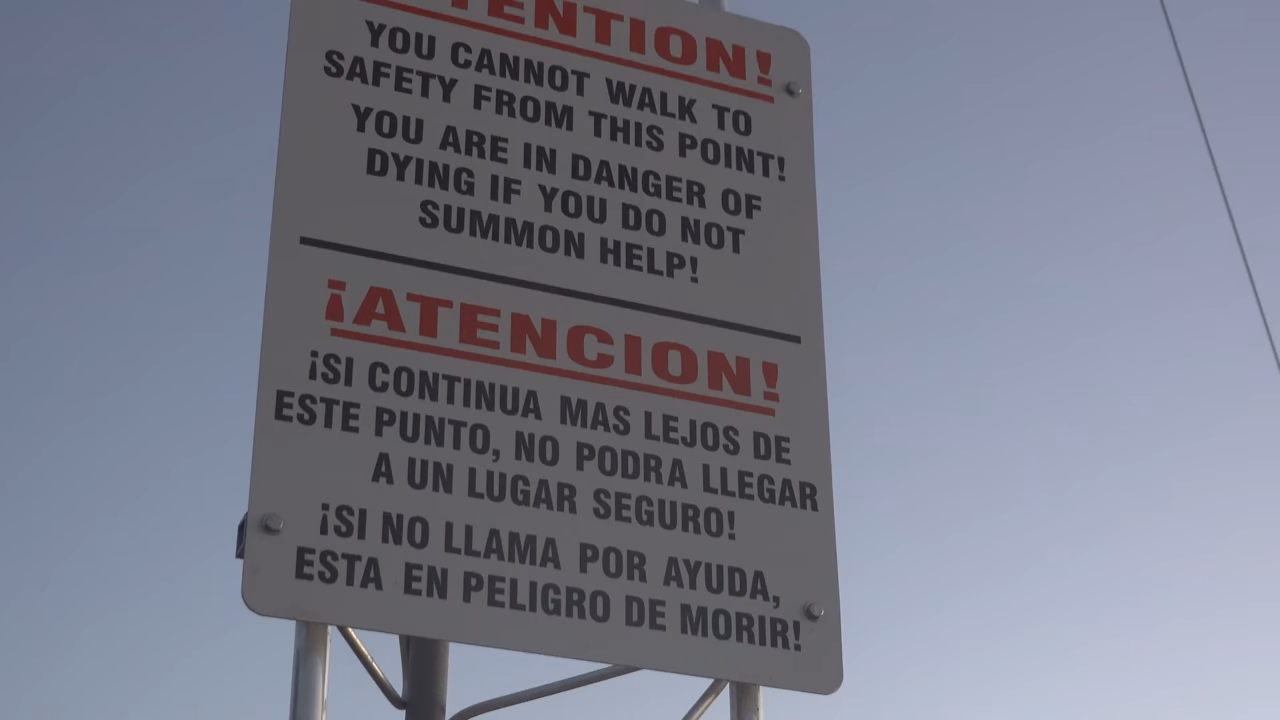 ATTENTION!
YOU CANNOT WALK TO
SAFETY FROM THIS POINT!
YOU ARE IN DANGER OF
DYING IF YOU DO NOT
SUMMON HELP!
¡ATENCION!
¡SI CONTINUA MAS LEJOS DE
ESTE PUNTO, NO PODRA LLEGAR
A UN LUGAR SEGURO!
¡SI NO LLAMA POR AYUDA,
ESTA EN PELIGRO DE MORIR!